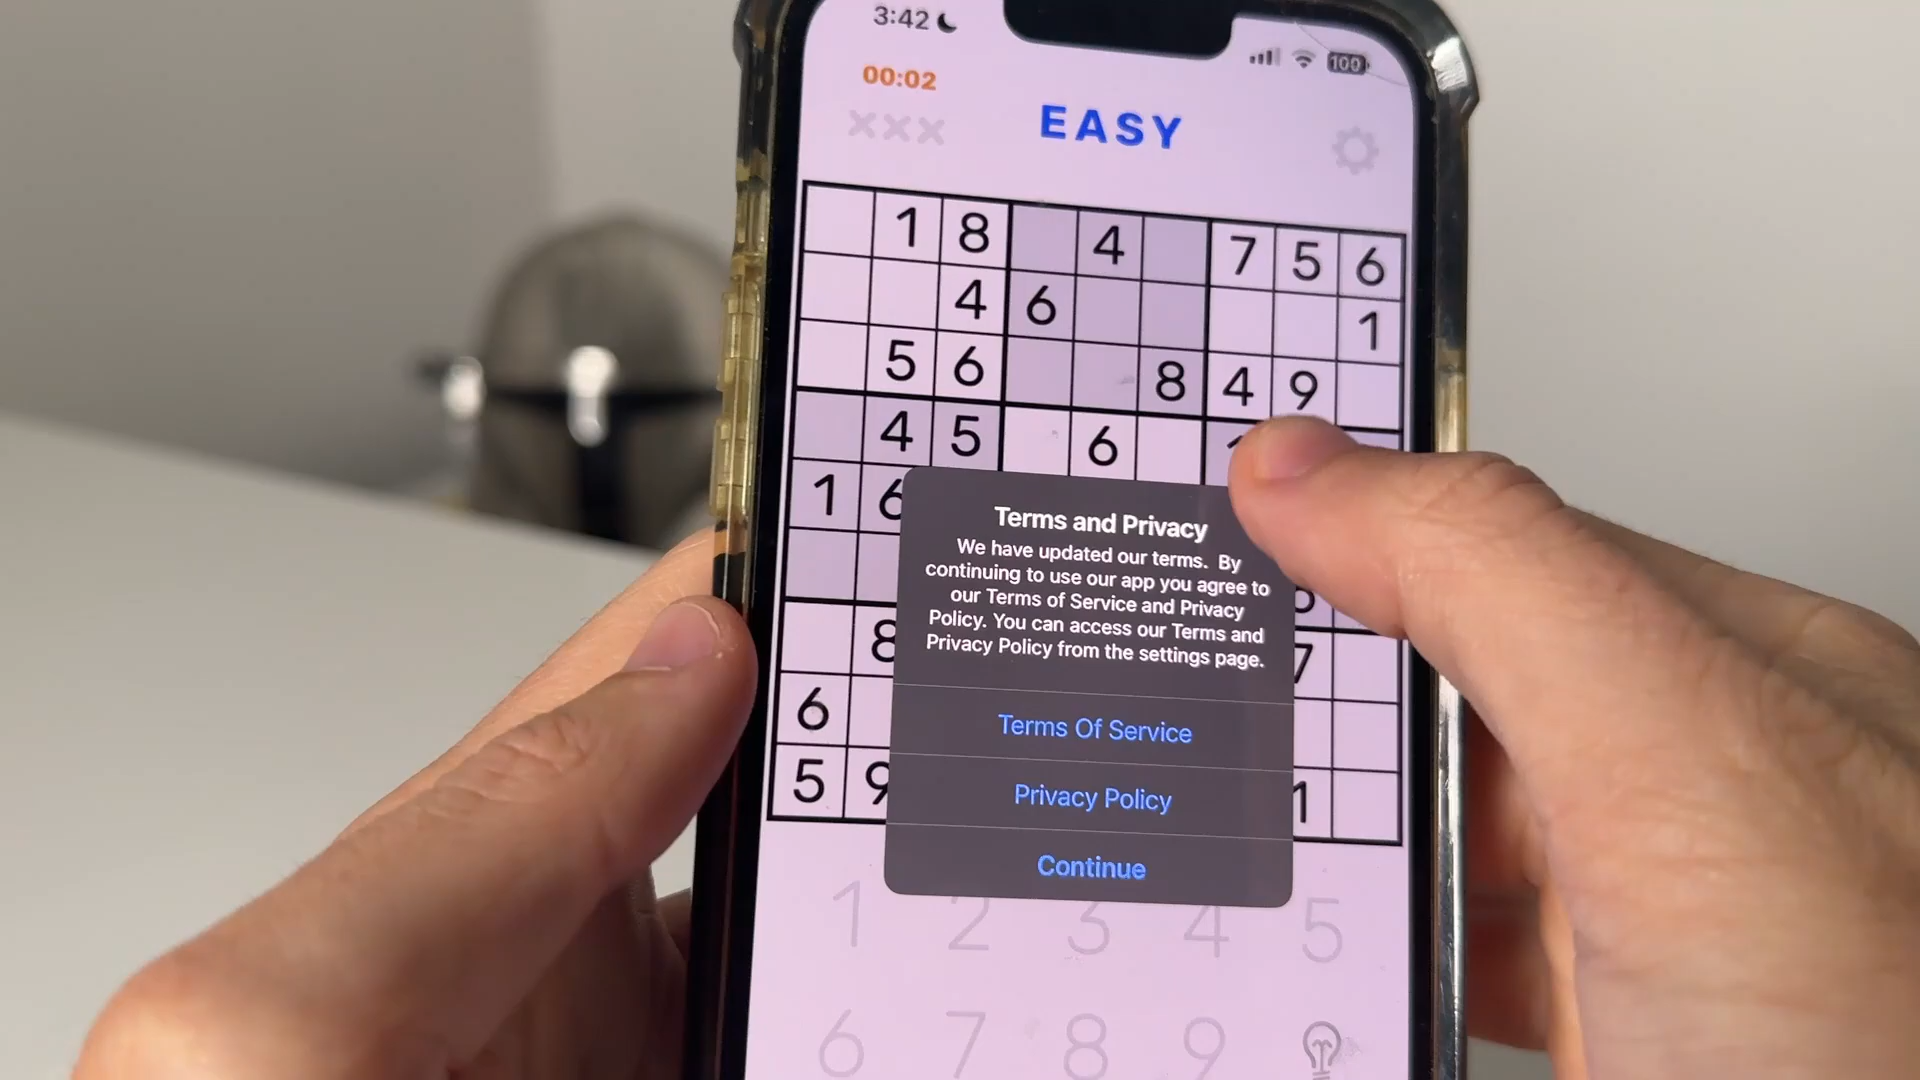 3:42
100
00:02
XXX
EASY
1 8 4 7 5 6
4 6 1
5 6 8 4 9
4 5 6
1 6
8 7
6
5 9 1
Terms and Privacy
We have updated our terms. By
continuing to use our app you agree to
our Terms of Service and Privacy
Policy. You can access our Terms and
Privacy Policy from the settings page.
Terms Of Service
Privacy Policy
Continue
1 2 3 4 5
6 7 8 9